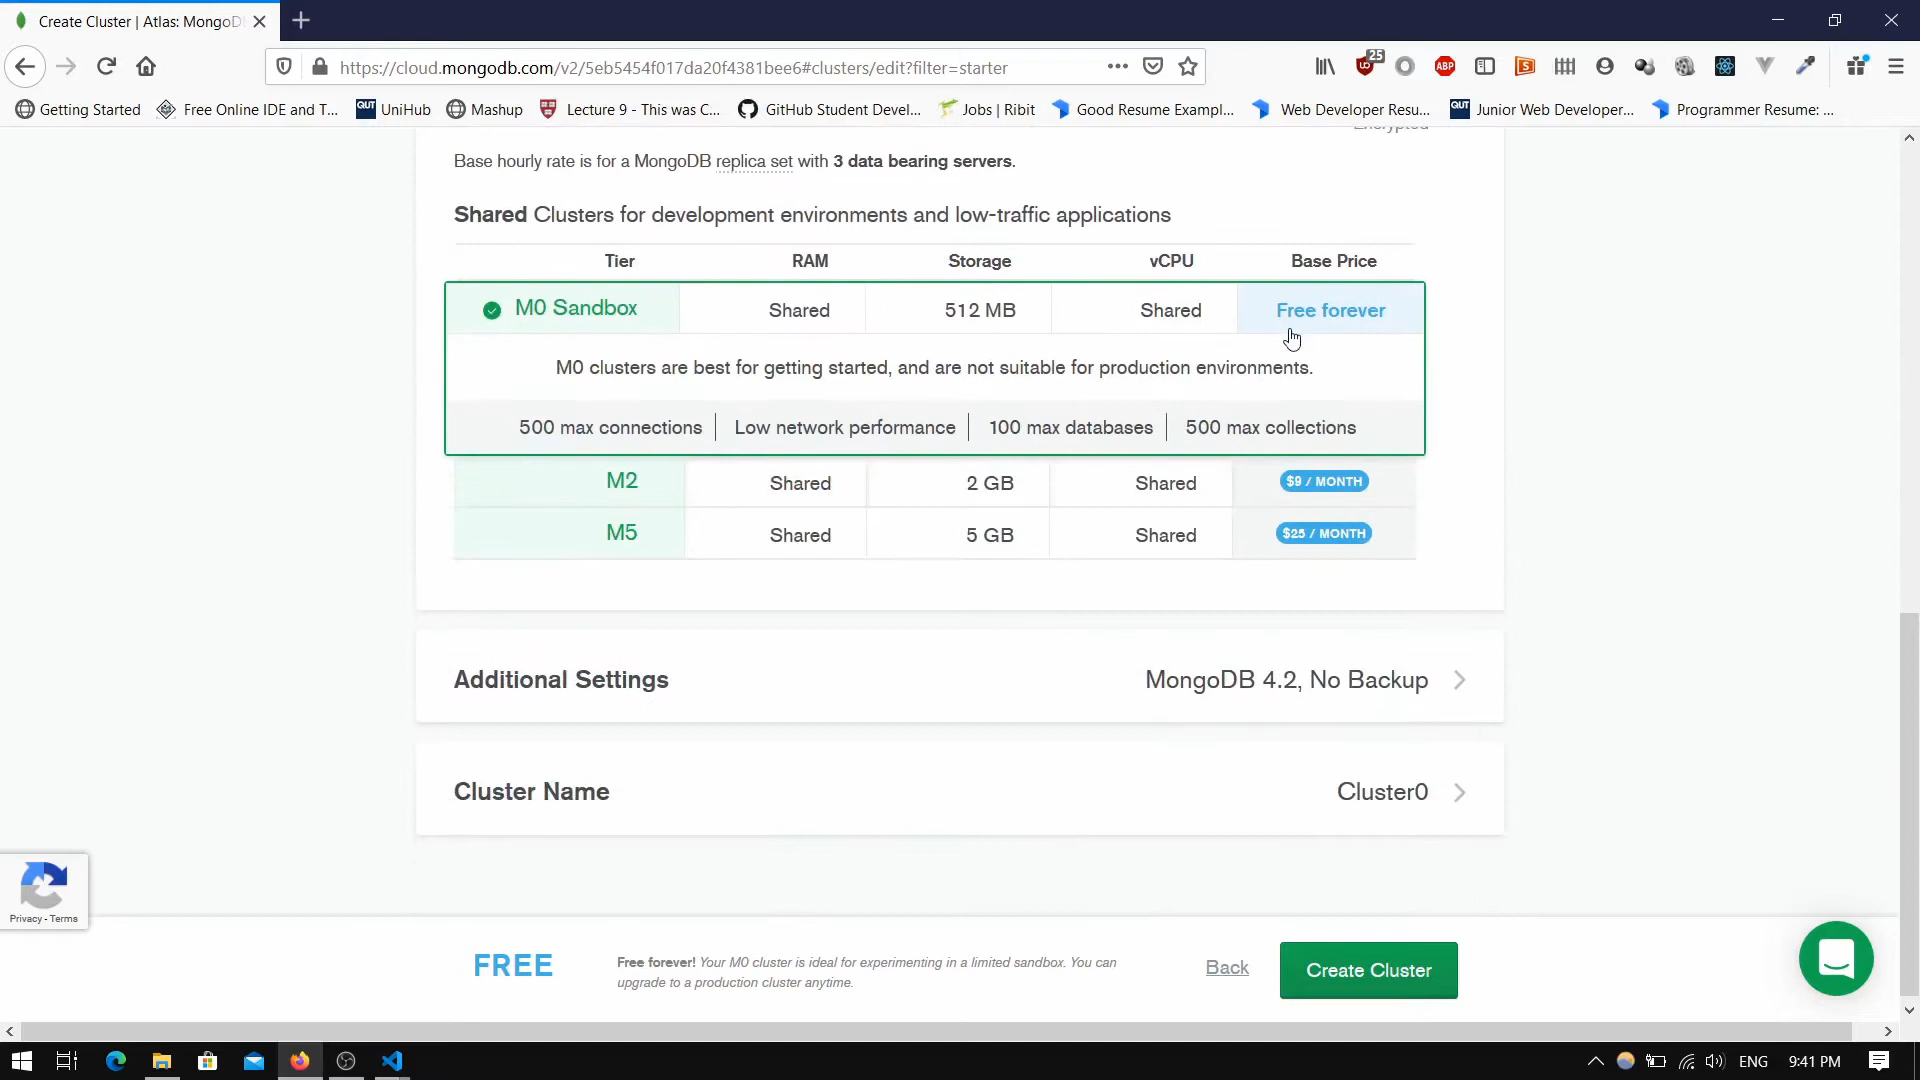 Create Cluster | Atlas: MongoD
https://cloud.mongodb.com/v2/5eb5454f017da20f4381bee6#clusters/edit?filter=starter
25
ABP
Getting Started
Free Online IDE and T...
QUT UniHub
Mashup
Lecture 9 - This was C...
GitHub Student Devel...
Jobs | Ribit
Good Resume Exampl...
Web Developer Resu...
QUT Junior Web Developer...
Programmer Resume: ...
Encrypted
Base hourly rate is for a MongoDB replica set with 3 data bearing servers.
Shared Clusters for development environments and low-traffic applications
Tier RAM Storage vCPU Base Price
M0 Sandbox Shared 512 MB Shared Free forever
M0 clusters are best for getting started, and are not suitable for production environments.
500 max connections Low network performance 100 max databases 500 max collections
M2 Shared 2 GB Shared $9 / MONTH
M5 Shared 5 GB Shared $25 / MONTH
Additional Settings MongoDB 4.2, No Backup
Cluster Name Cluster0
Privacy - Terms
FREE
Free forever! Your M0 cluster is ideal for experimenting in a limited sandbox. You can
upgrade to a production cluster anytime.
Back
Create Cluster
ENG 9:41 PM